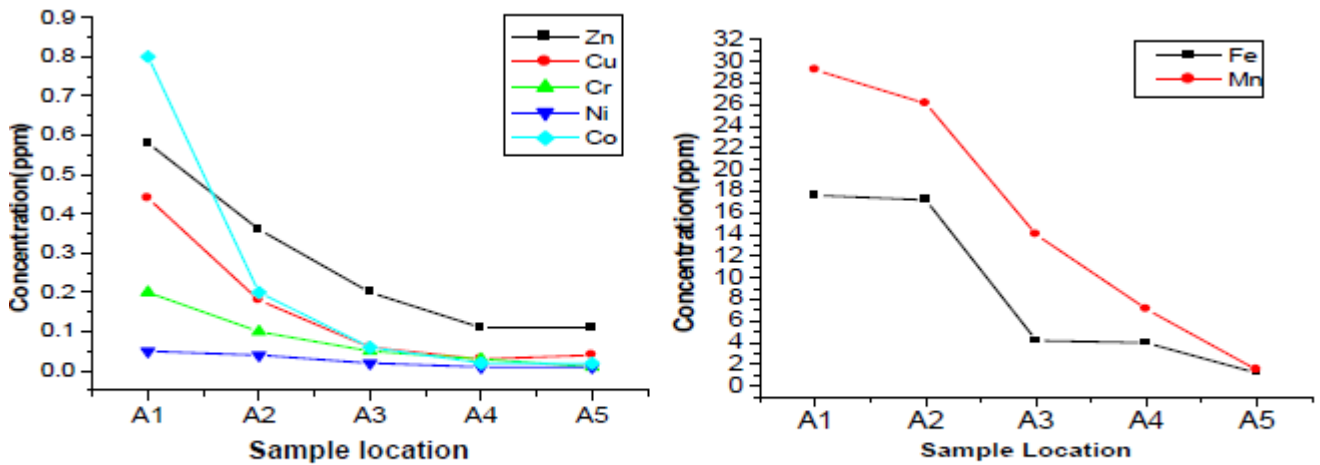 0.9
0.8
0.7
0.6
0.5
0.4
0.3
0.2
0.1
0.0
Concentration(ppm)
Zn
Cu
Cr
Ni
Co
A1 A2 A3 A4 A5
Sample location
32
30
28
26
24
22
20
18
16
14
12
10
8
6
4
2
0
Concentration(ppm)
Fe
Mn
A1 A2 A3 A4 A5
Sample Location